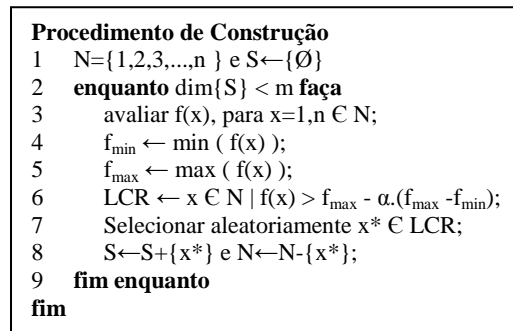 Procedimento de Construção
1 N={1,2,3,...,n } e S←{Ø}
2 enquanto dim{S} < m faça
3 avaliar f(x), para x=1,n Є N;
4 fmin ← min ( f(x) );
5 fmax ← max ( f(x) );
6 LCR ← x Є N | f(x) > fmax - α.(fmax -fmin);
7 Selecionar aleatoriamente x* Є LCR;
8 S←S+{x*} e N←N-{x*};
9 fim enquanto
fim